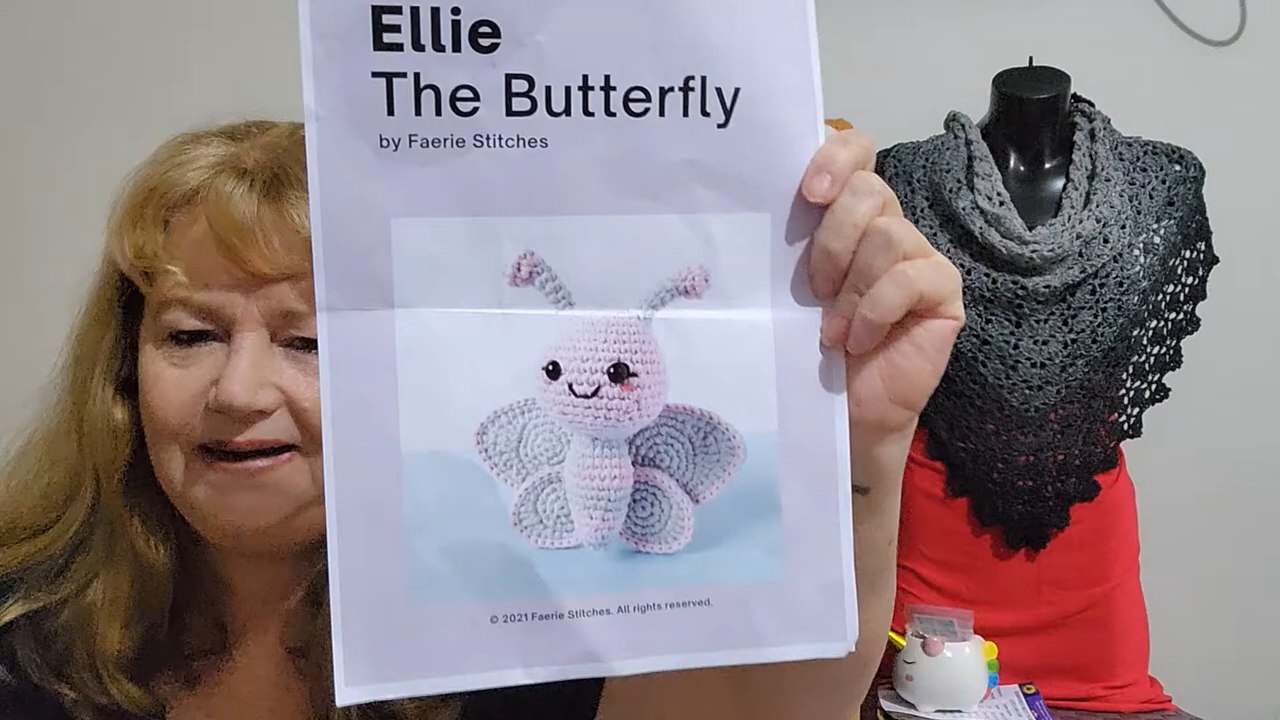 Ellie
The Butterfly
by Faerie Stitches
© 2021 Faerie Stitches. All rights reserved.